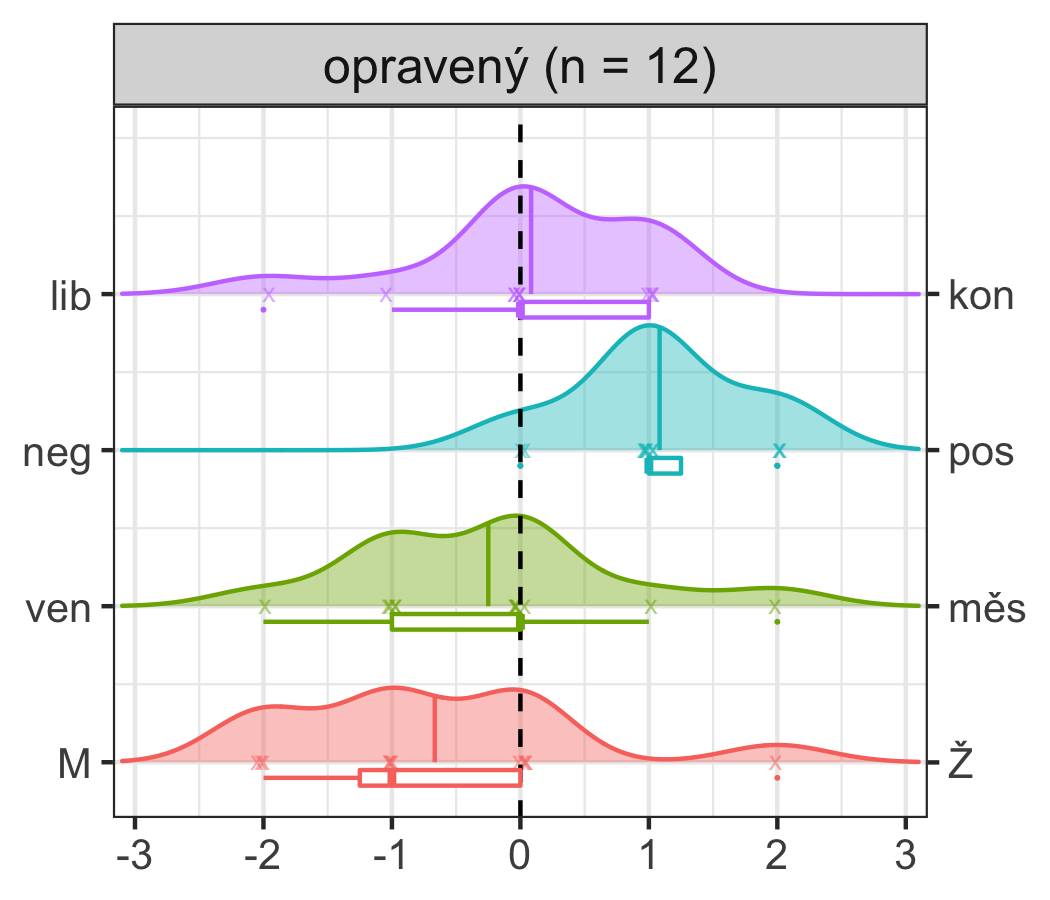 opravený (n = 12)
lib kon
neg pos
ven měs
M Ž
-3 -2 -1 0 1 2 3